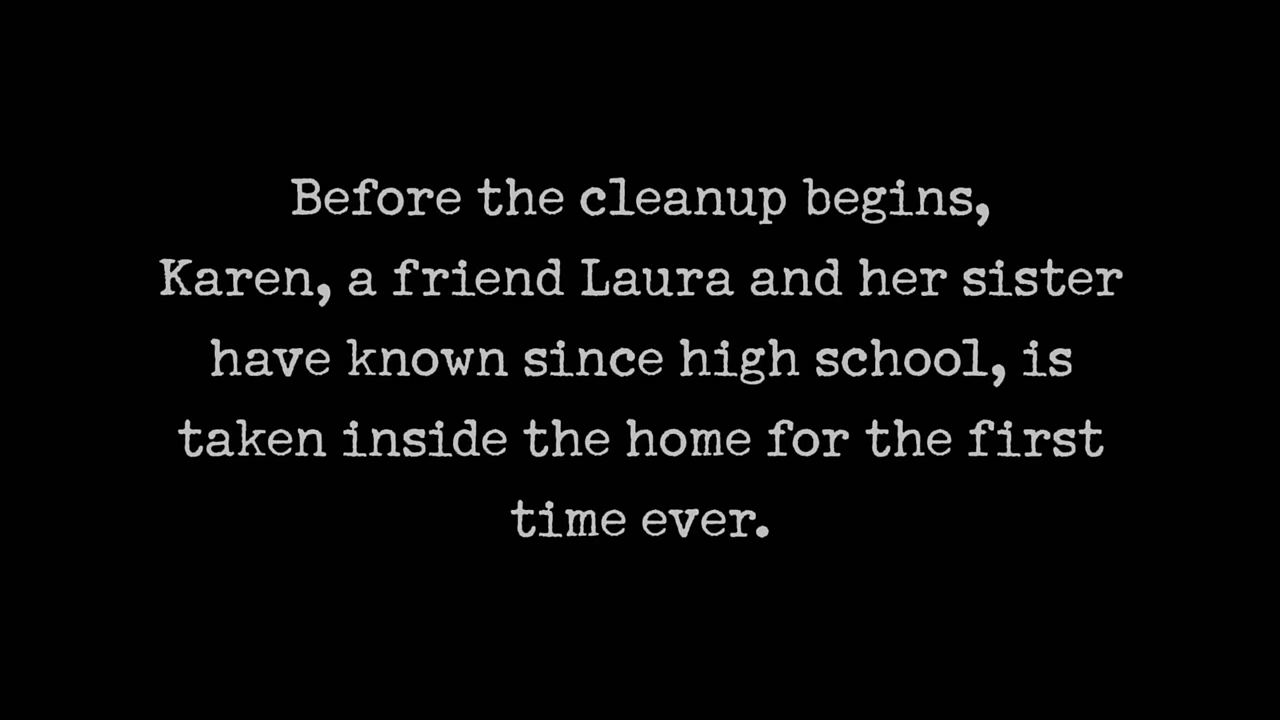 Before the cleanup begins,
Karen, a friend Laura and her sister
have known since high school, is
taken inside the home for the first
time ever.